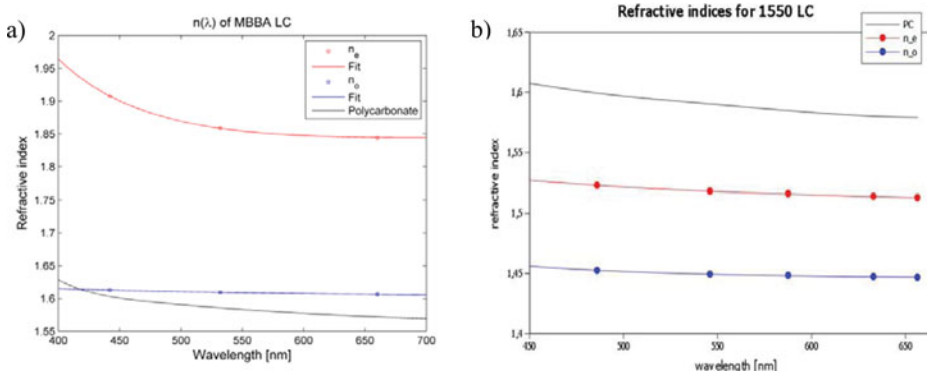 a)
n(λ) of MBBA LC
2
1.95
1.9
1.85
1.8
1.75
1.7
1.65
1.6
1.55
400
450
500
550
600
650
700
Refractive index
Wavelength [nm]
n_e
Fit
n_o
Fit
Polycarbonate
b)
Refractive indices for 1550 LC
1,65
1,6
1,55
1,5
1,45
1,4
450
500
550
600
650
refractive index
wavelength [nm]
PC
n_e
n_o